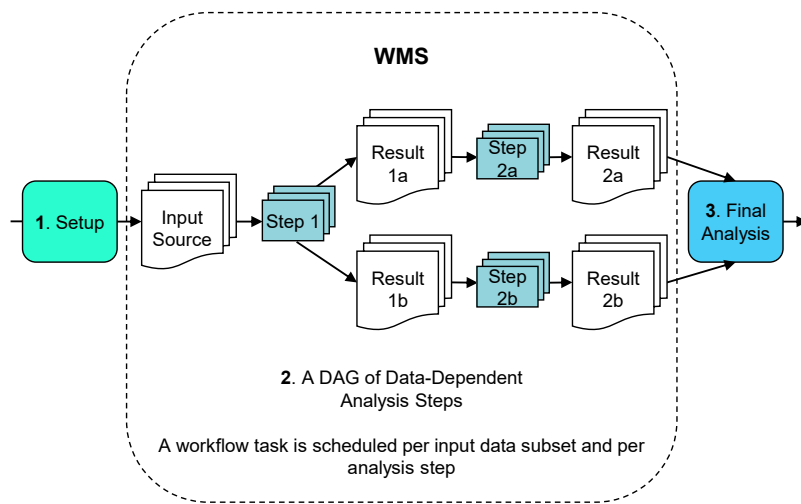 WMS
1. Setup
Input
Source
Step 1
Result
1a
Step
2a
Result
2a
Result
1b
Step
2b
Result
2b
3. Final
Analysis
2. A DAG of Data-Dependent
Analysis Steps
A workflow task is scheduled per input data subset and per
analysis step